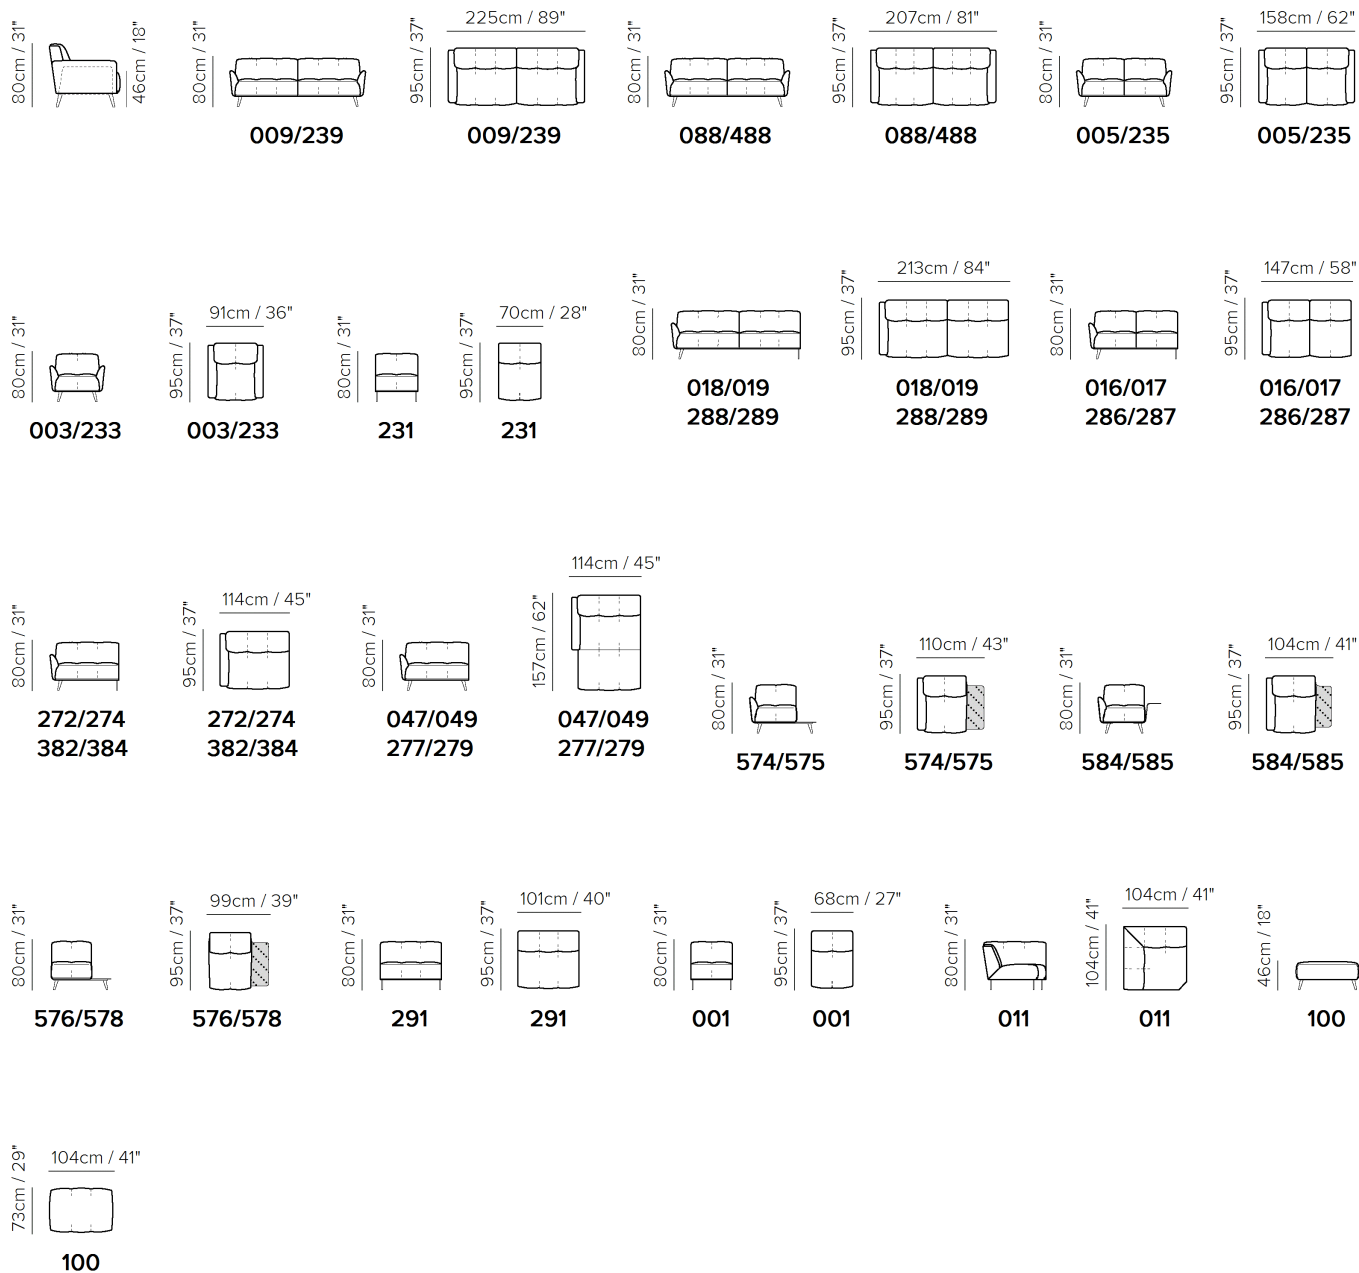 80cm / 31"
46cm / 18"
80cm / 31"
009/239
95cm / 37"
225cm / 89"
009/239
80cm / 31"
088/488
95cm / 37"
207cm / 81"
088/488
80cm / 31"
005/235
95cm / 37"
158cm / 62"
005/235
80cm / 31"
003/233
95cm / 37"
91cm / 36"
003/233
80cm / 31"
231
95cm / 37"
70cm / 28"
231
80cm / 31"
018/019
288/289
95cm / 37"
213cm / 84"
018/019
288/289
80cm / 31"
016/017
286/287
95cm / 37"
147cm / 58"
016/017
286/287
80cm / 31"
272/274
382/384
95cm / 37"
114cm / 45"
272/274
382/384
80cm / 31"
047/049
277/279
157cm / 62"
114cm / 45"
047/049
277/279
80cm / 31"
574/575
95cm / 37"
110cm / 43"
574/575
80cm / 31"
584/585
95cm / 37"
104cm / 41"
584/585
80cm / 31"
576/578
95cm / 37"
99cm / 39"
576/578
80cm / 31"
291
95cm / 37"
101cm / 40"
291
80cm / 31"
001
95cm / 37"
68cm / 27"
001
80cm / 31"
011
104cm / 41"
104cm / 41"
011
46cm / 18"
100
73cm / 29"
104cm / 41"
100